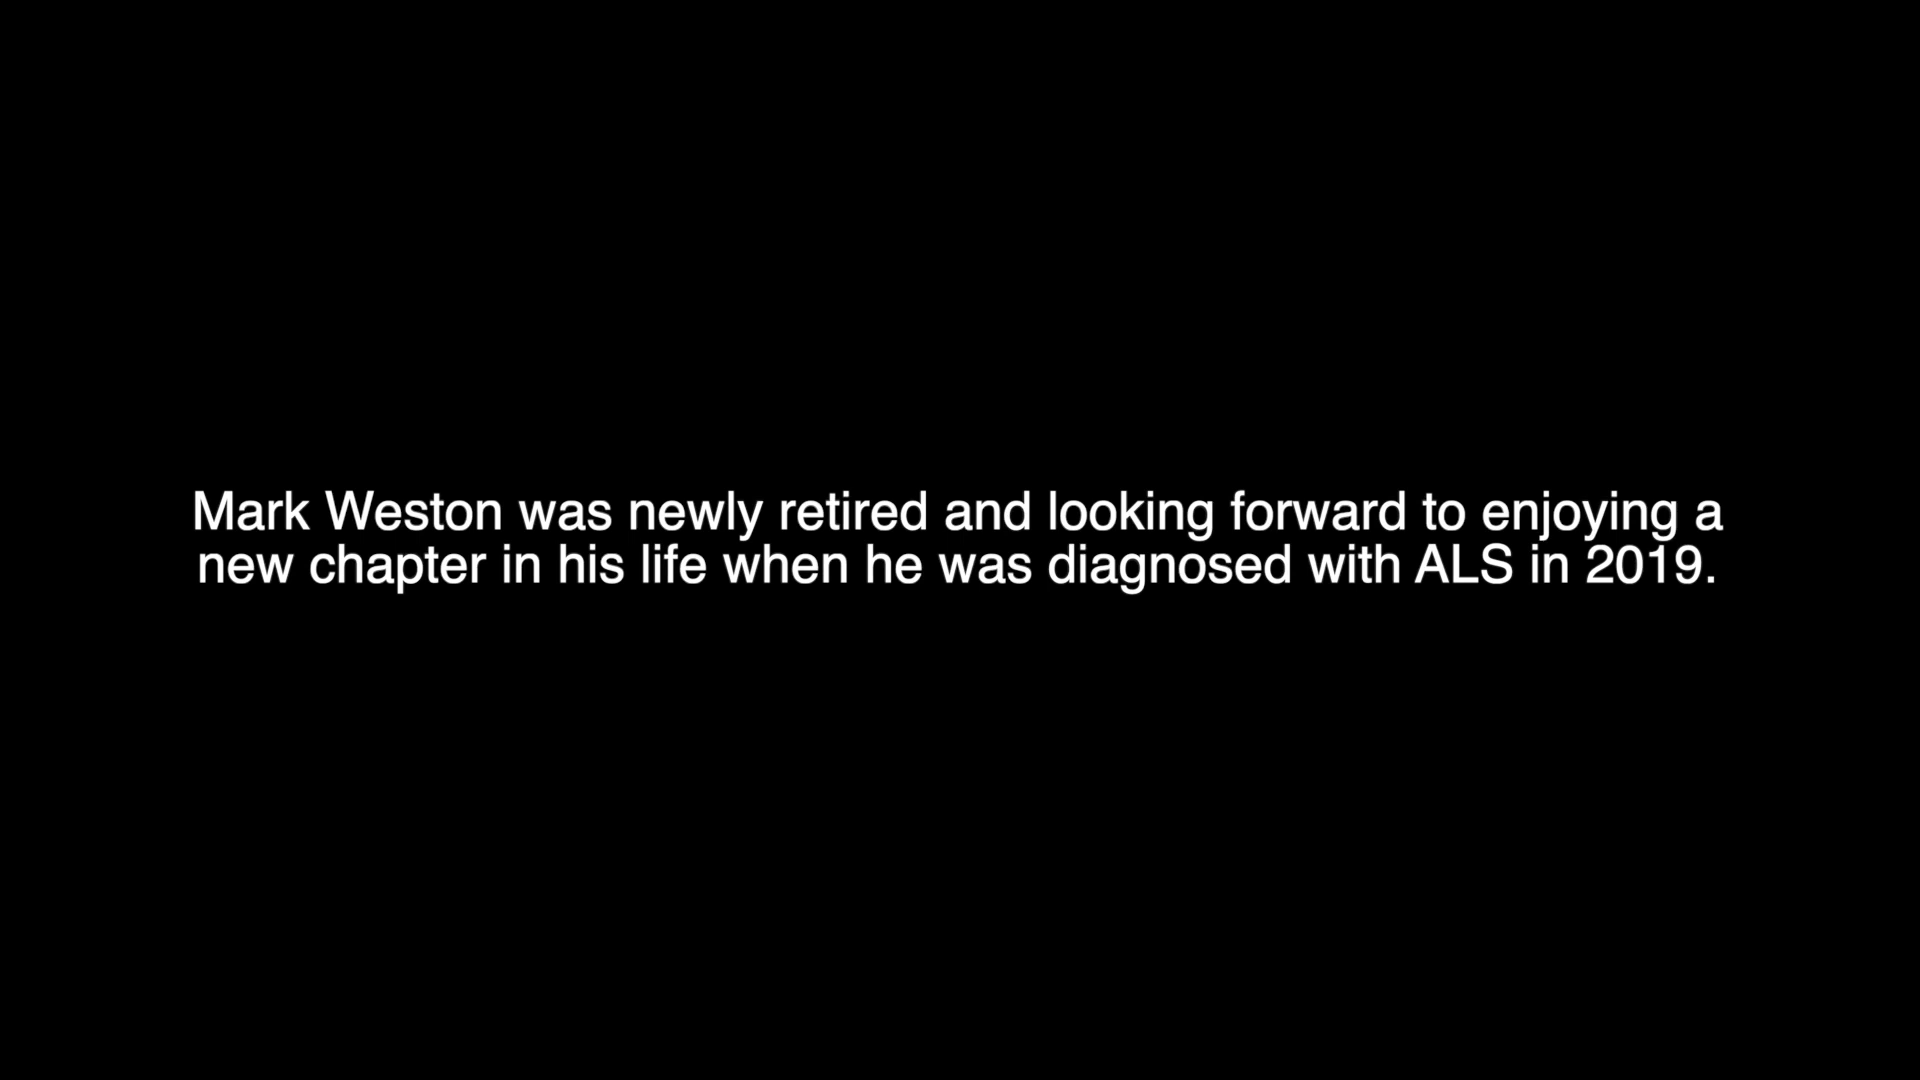 Mark Weston was newly retired and looking forward to enjoying a
new chapter in his life when he was diagnosed with ALS in 2019.